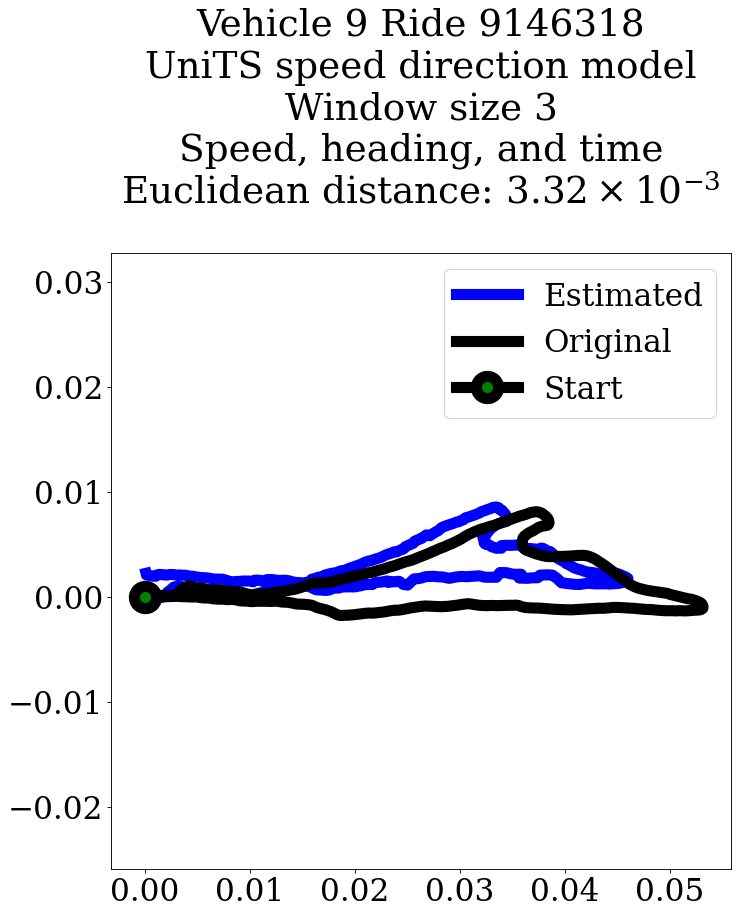 Vehicle 9 Ride 9146318
UniTS speed direction model
Window size 3
Speed, heading, and time
Euclidean distance: 3.32 × 10⁻³
Estimated
Original
Start
0.03
0.02
0.01
0.00
−0.01
−0.02
0.00 0.01 0.02 0.03 0.04 0.05